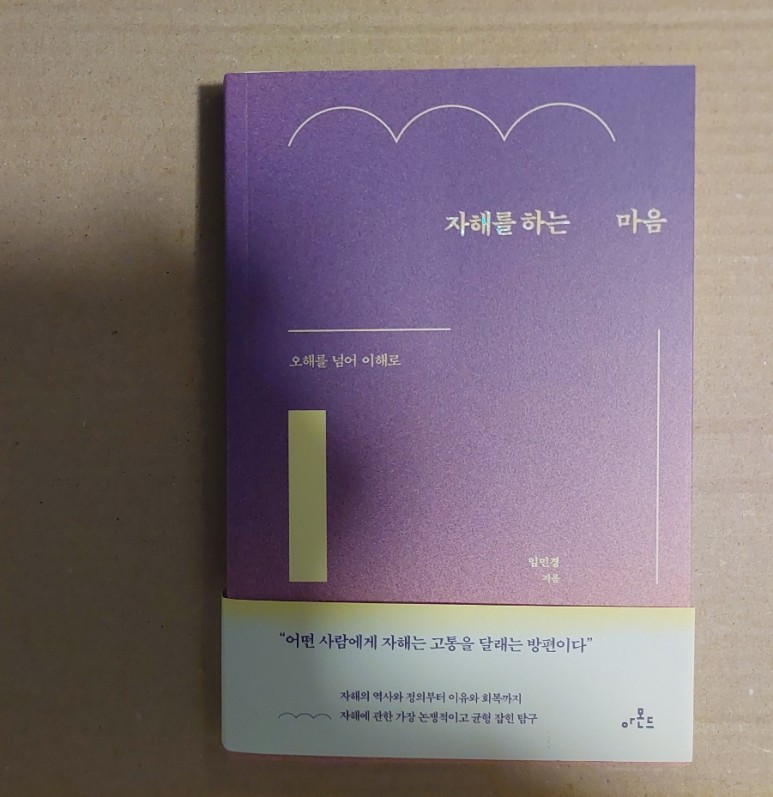 자해를 하는 마음
오해를 넘어 이해로
임민경
지음
“어떤 사람에게 자해는 고통을 달래는 방편이다”
자해의 역사와 정의부터 이유와 회복까지
자해에 관한 가장 논쟁적이고 균형 잡힌 탐구
아몬드